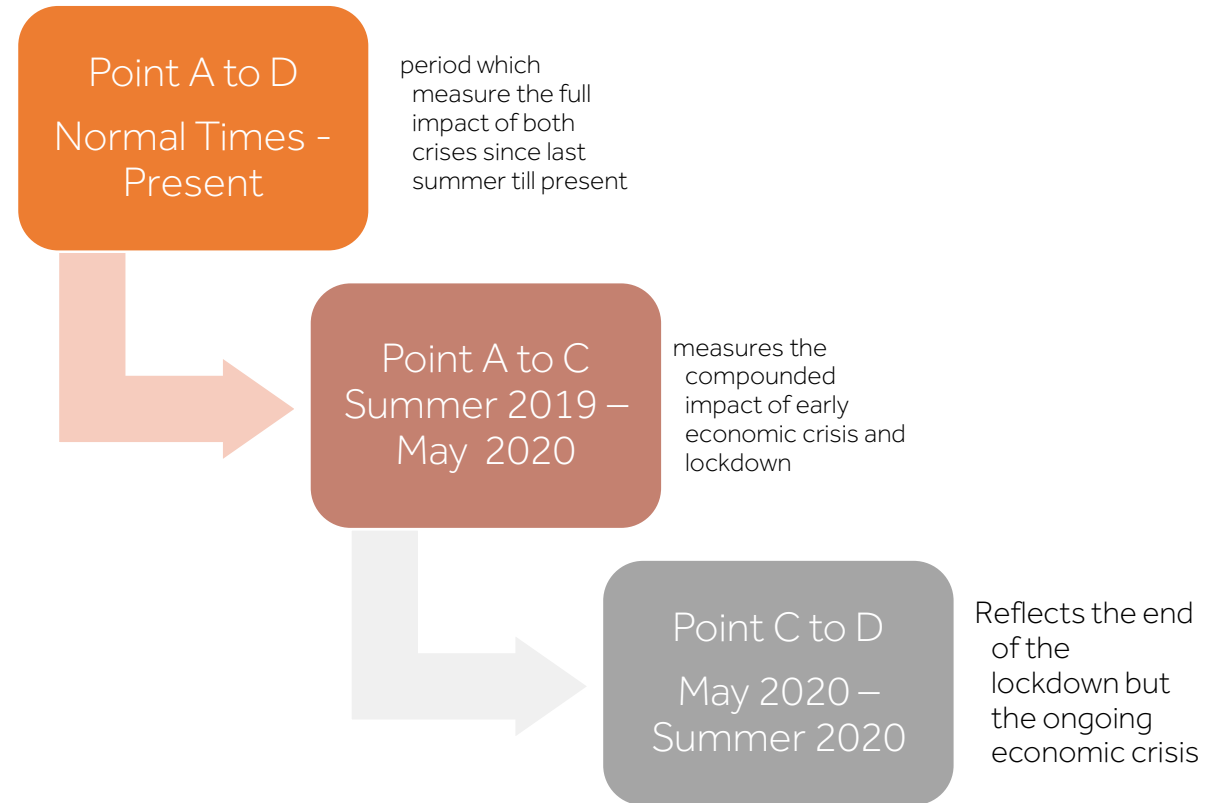 Point A to D
Normal Times -
Present
period which
measure the full
impact of both
crises since last
summer till present
Point A to C
Summer 2019 –
May 2020
measures the
compounded
impact of early
economic crisis and
lockdown
Point C to D
May 2020 –
Summer 2020
Reflects the end
of the
lockdown but
the ongoing
economic crisis